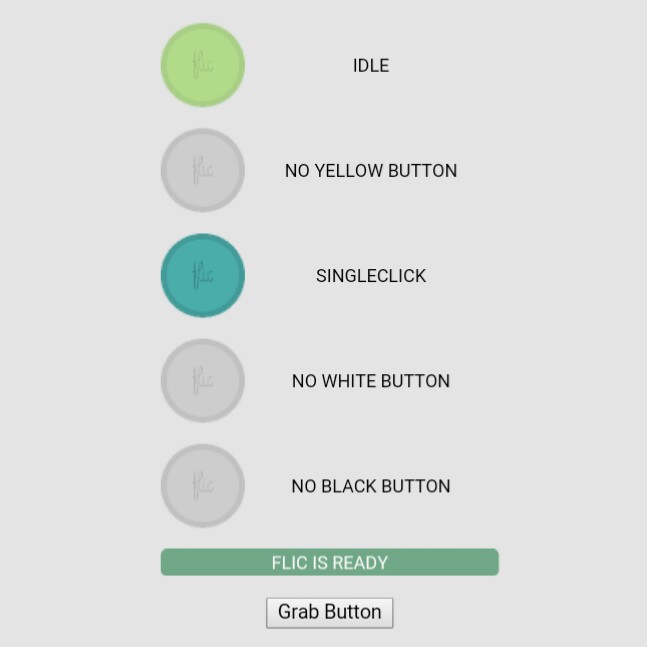 flic
IDLE
flic
NO YELLOW BUTTON
flic
SINGLECLICK
flic
NO WHITE BUTTON
flic
NO BLACK BUTTON
FLIC IS READY
Grab Button